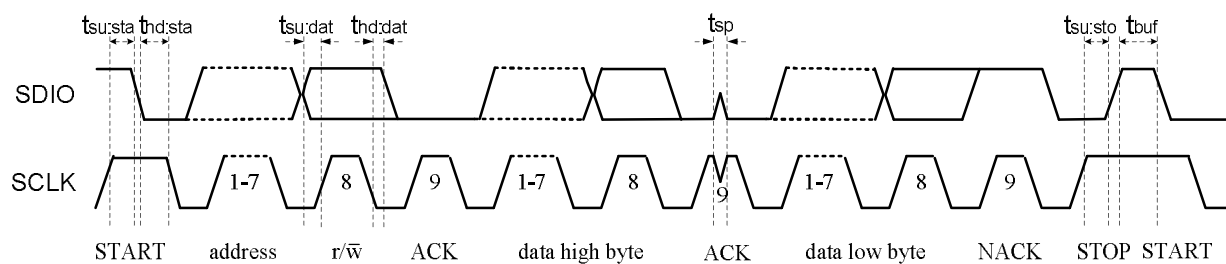 tsu:sta thd:sta tsu:dat thd:dat tsp tsu:sto tbuf
SDIO
SCLK 1-7 8 9 1-7 8 9 1-7 8 9
START address r/w̅ ACK data high byte ACK data low byte NACK STOP START